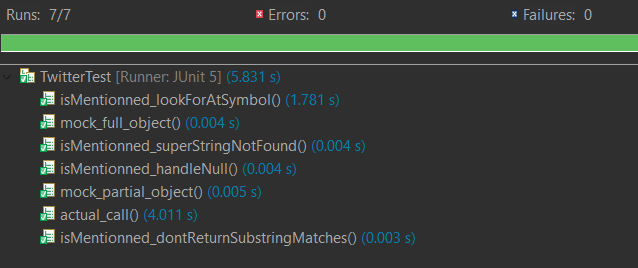 Runs: 7/7 Errors: 0 Failures: 0
TwitterTest [Runner: JUnit 5] (5.831 s)
isMentionned_lookForAtSymbol() (1.781 s)
mock_full_object() (0.004 s)
isMentionned_superStringNotFound() (0.004 s)
isMentionned_handleNull() (0.004 s)
mock_partial_object() (0.005 s)
actual_call() (4.011 s)
isMentionned_dontReturnSubstringMatches() (0.003 s)